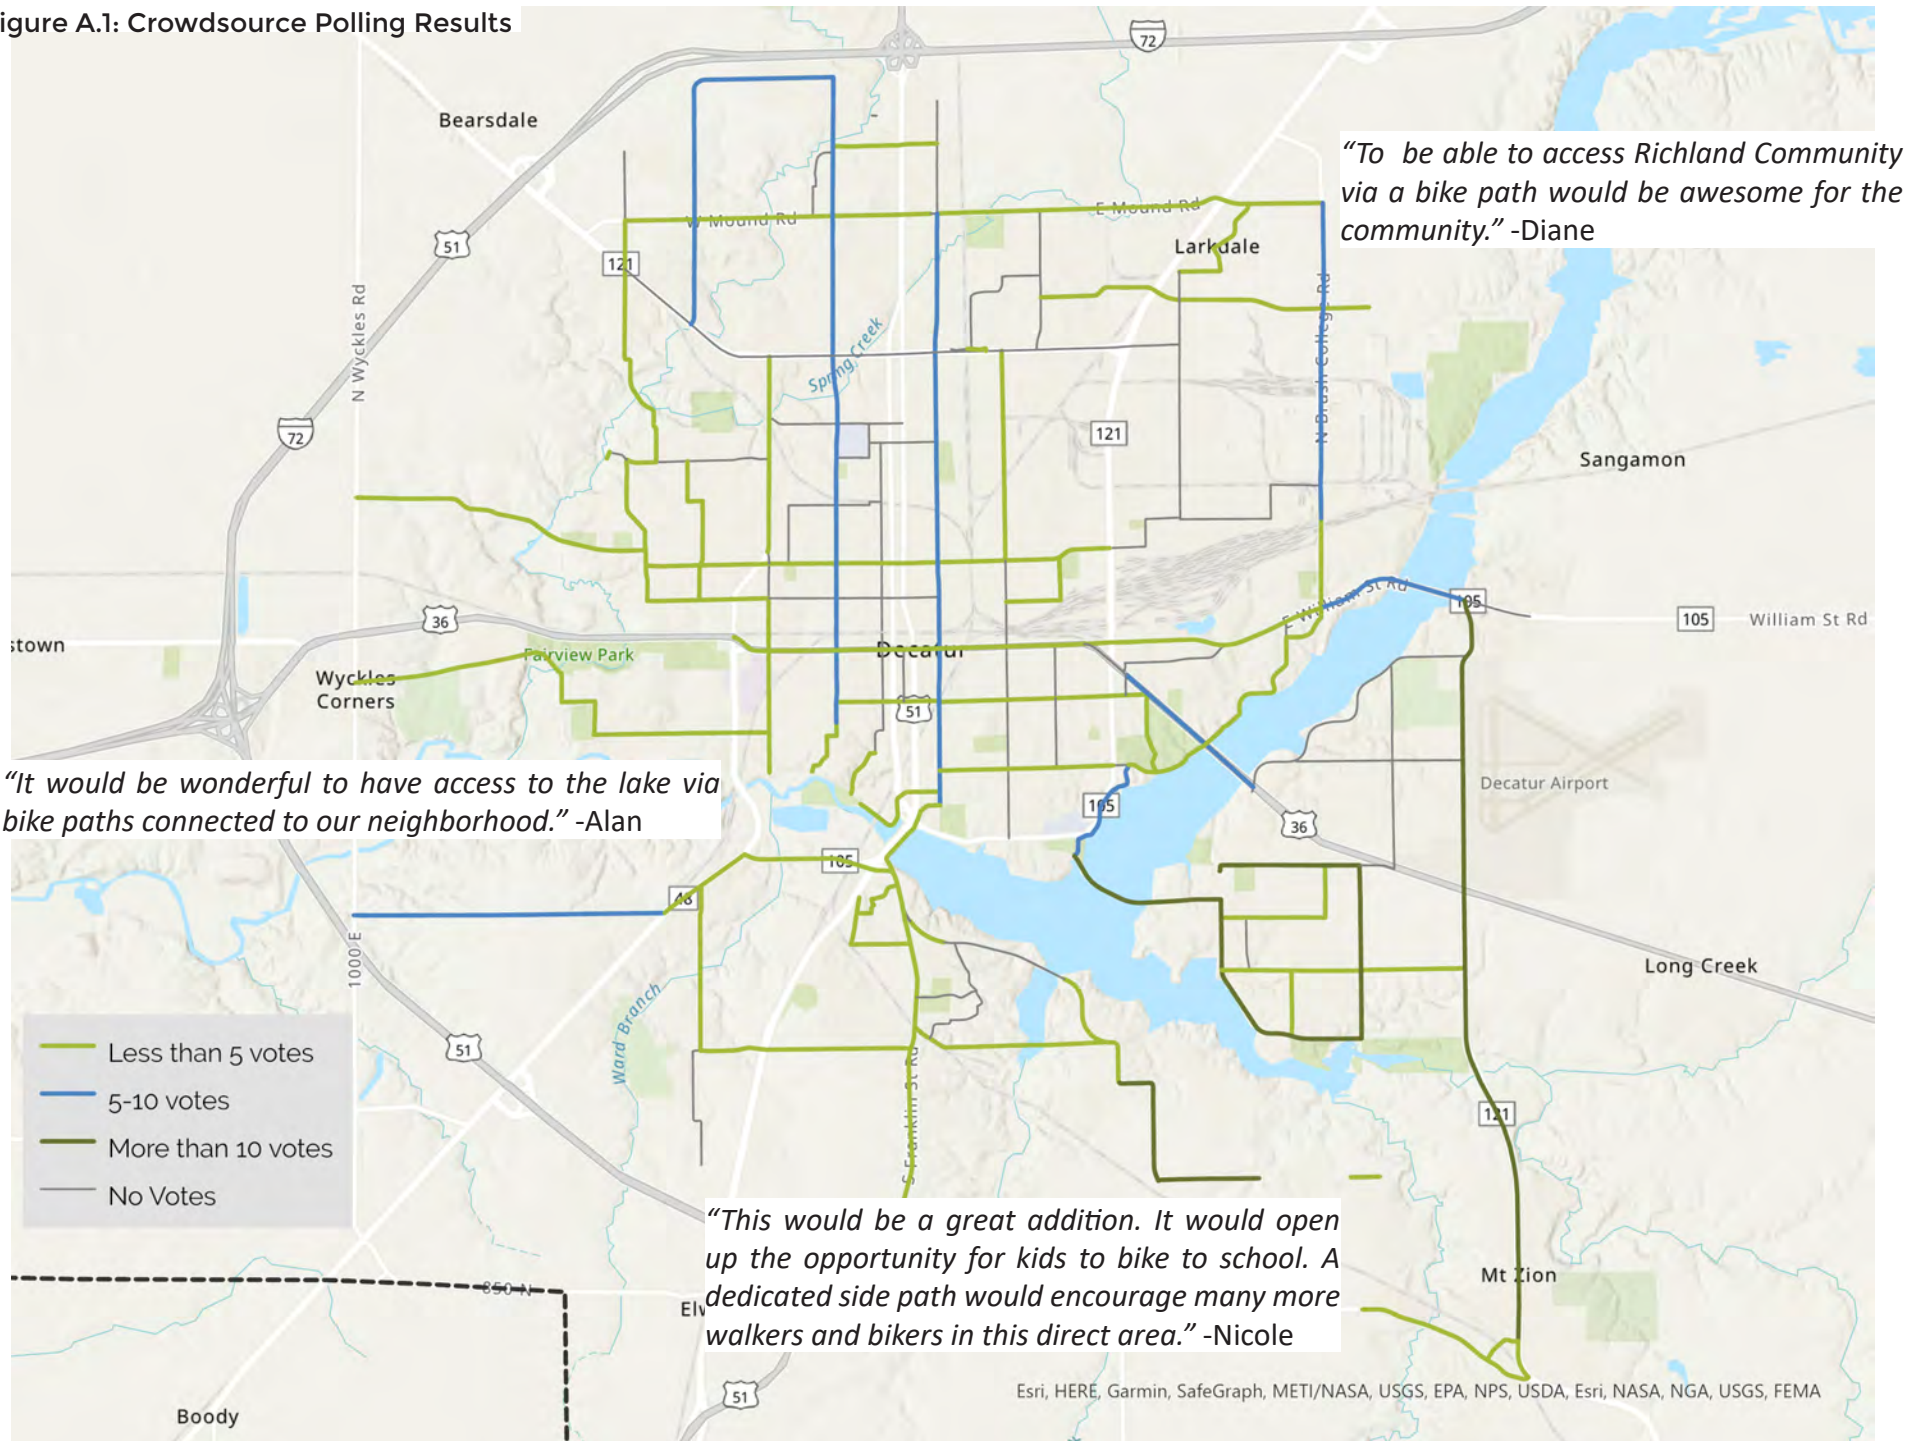 igure A.1: Crowdsource Polling Results
72
Bearsdale
“To be able to access Richland Community
via a bike path would be awesome for the
community.” -Diane
W Mound Rd
E Mound Rd
51
121
Larkdale
N Wyckles Rd
Spring Creek
N Brush College Rd
72
121
Sangamon
36
E William St Rd
105
105
William St Rd
stown
Fairview Park
Decatur
Wyckles
Corners
51
“It would be wonderful to have access to the lake via
bike paths connected to our neighborhood.” -Alan
Decatur Airport
105
36
105
48
1000 E
Long Creek
Ward Branch
Less than 5 votes
51
5-10 votes
More than 10 votes
No Votes
S Franklin St Rd
121
“This would be a great addition. It would open
up the opportunity for kids to bike to school. A
dedicated side path would encourage many more
walkers and bikers in this direct area.” -Nicole
850 N
Elw
Mt Zion
51
Esri, HERE, Garmin, SafeGraph, METI/NASA, USGS, EPA, NPS, USDA, Esri, NASA, NGA, USGS, FEMA
Boody